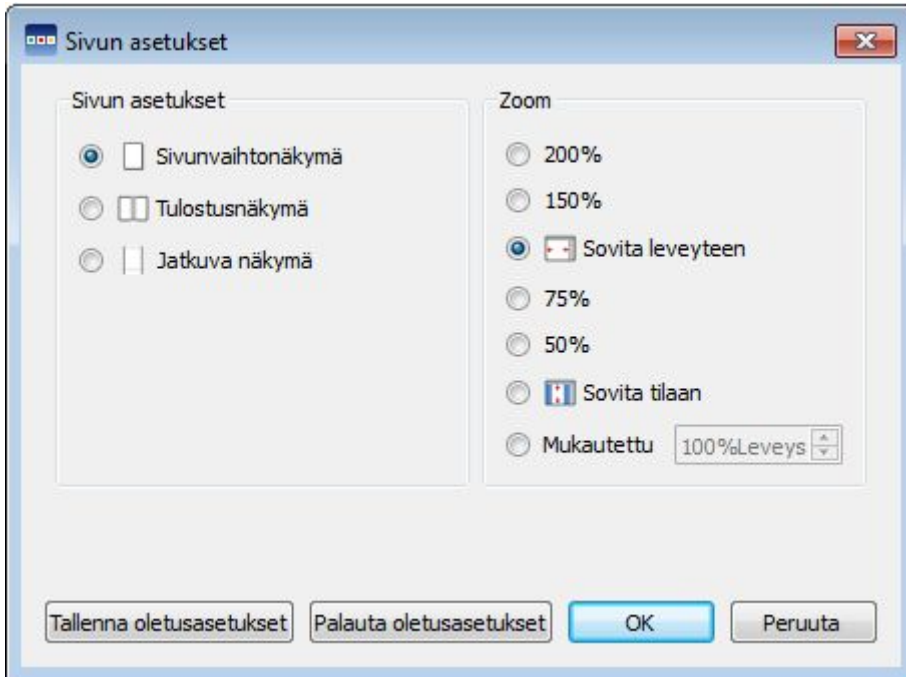 Sivun asetukset
Sivun asetukset
Sivunvaihtonäkymä
Tulostusnäkymä
Jatkuva näkymä
Zoom
200%
150%
Sovita leveyteen
75%
50%
Sovita tilaan
Mukautettu 100%Leveys
Tallenna oletusasetukset Palauta oletusasetukset OK Peruuta